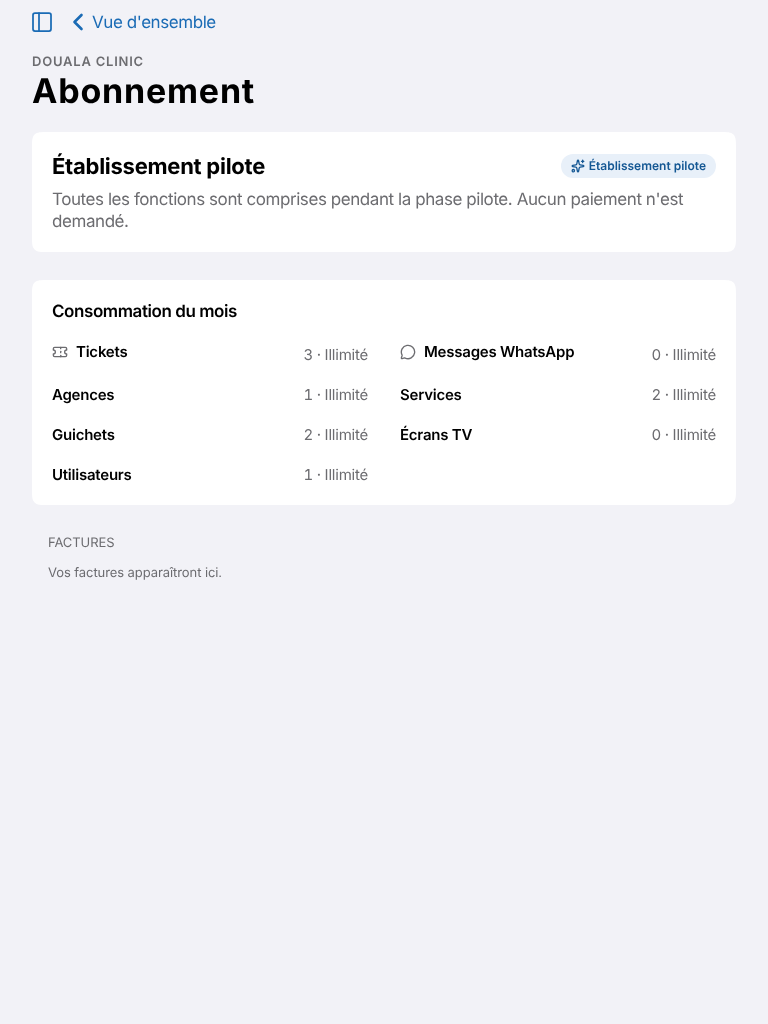 Vue d'ensemble
DOUALA CLINIC
Abonnement
Établissement pilote
Établissement pilote
Toutes les fonctions sont comprises pendant la phase pilote. Aucun paiement n'est
demandé.
Consommation du mois
Tickets 3 · Illimité
Messages WhatsApp 0 · Illimité
Agences 1 · Illimité
Services 2 · Illimité
Guichets 2 · Illimité
Écrans TV 0 · Illimité
Utilisateurs 1 · Illimité
FACTURES
Vos factures apparaîtront ici.